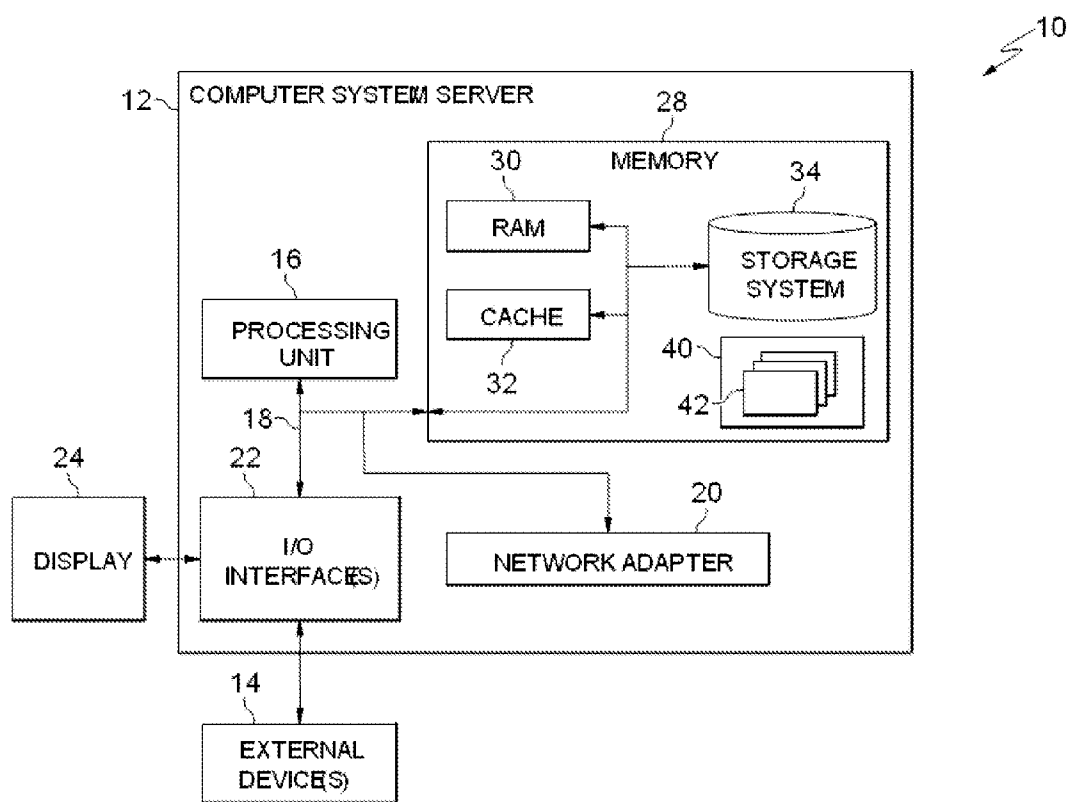 10
12
COMPUTER SYSTEM SERVER
28
MEMORY
30
RAM
34
STORAGE
SYSTEM
16
PROCESSING
UNIT
CACHE
32
40
42
18
24
DISPLAY
22
I/O
INTERFACE(S)
20
NETWORK ADAPTER
14
EXTERNAL
DEVICE(S)